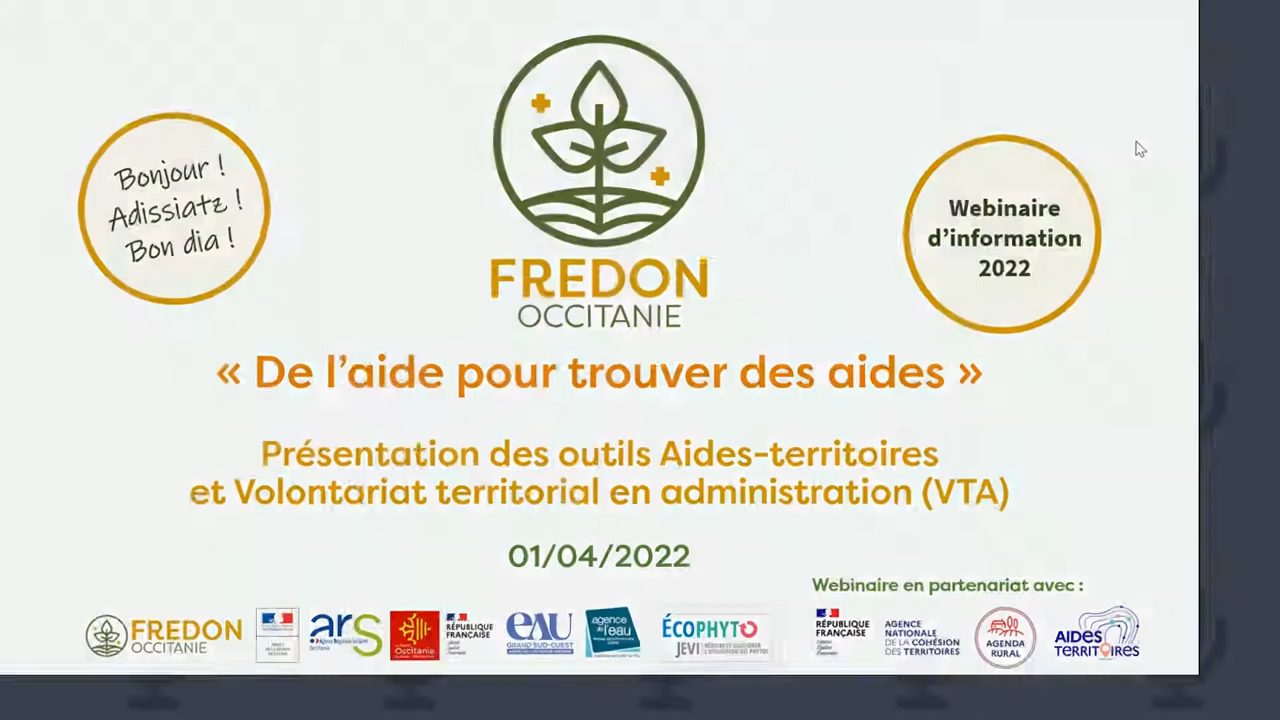 Bonjour !
Adissiatz !
Bon dia !
FREDON
OCCITANIE
Webinaire
d'information
2022
« De l'aide pour trouver des aides »
Présentation des outils Aides-territoires
et Volontariat territorial en administration (VTA)
01/04/2022
Webinaire en partenariat avec :
FREDON
OCCITANIE
ars
Occitanie
RÉPUBLIQUE
FRANÇAISE
eau
GRAND SUD-OUEST
agence
de l'eau
ÉCOPHYTO
JEVI
RÉPUBLIQUE
FRANÇAISE
AGENCE
NATIONALE
DE LA COHÉSION
DES TERRITOIRES
AGENDA
RURAL
AIDES
TERRITOIRES